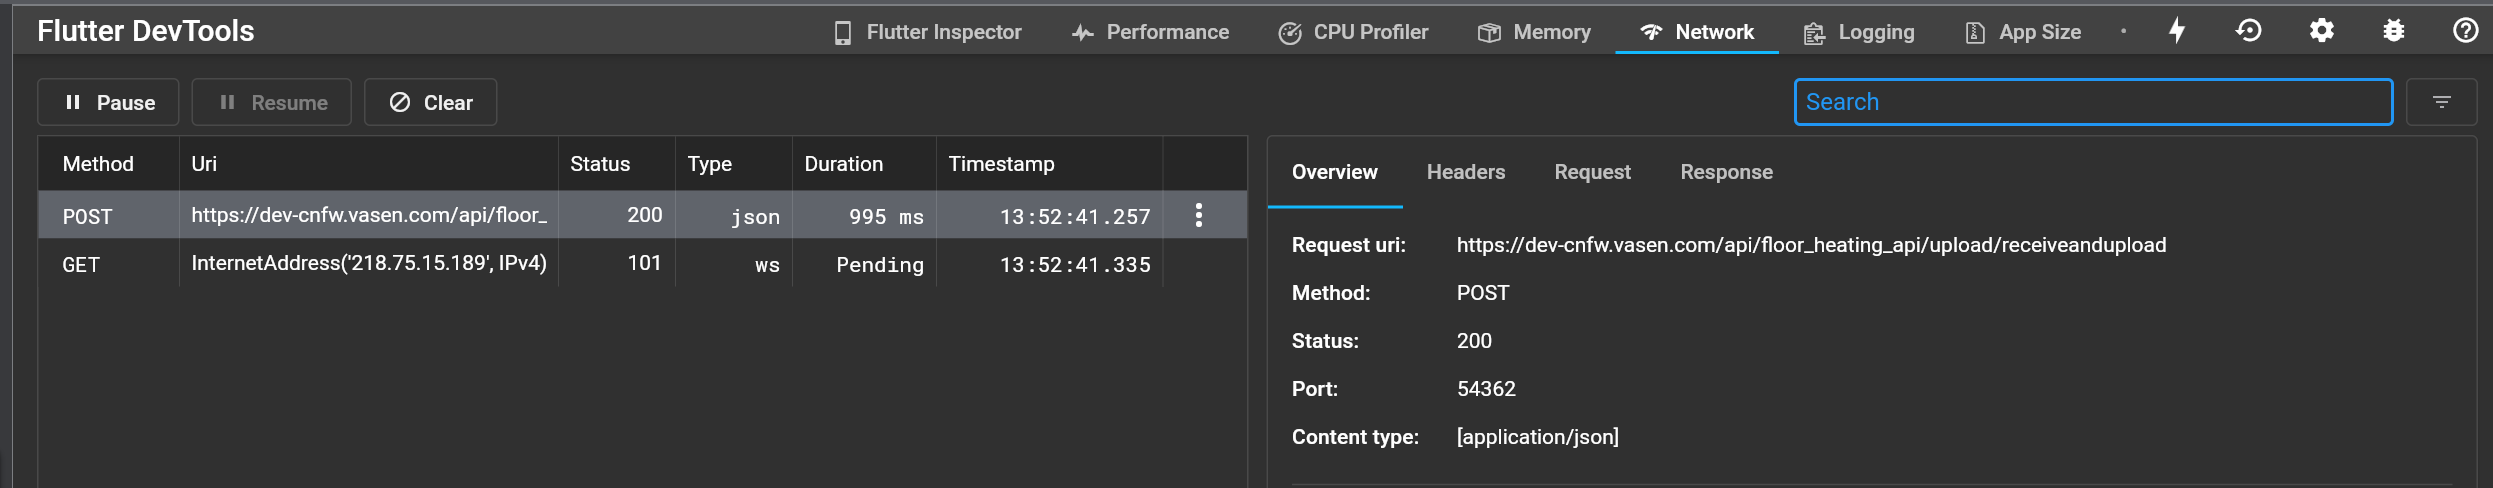 Flutter DevTools Flutter Inspector Performance CPU Profiler Memory Network Logging App Size
Pause Resume Clear Search
Method Uri Status Type Duration Timestamp
POST https://dev-cnfw.vasen.com/api/floor_ 200 json 995 ms 13:52:41.257
GET InternetAddress('218.75.15.189', IPv4) 101 ws Pending 13:52:41.335
Overview Headers Request Response
Request uri: https://dev-cnfw.vasen.com/api/floor_heating_api/upload/receiveandupload
Method: POST
Status: 200
Port: 54362
Content type: [application/json]